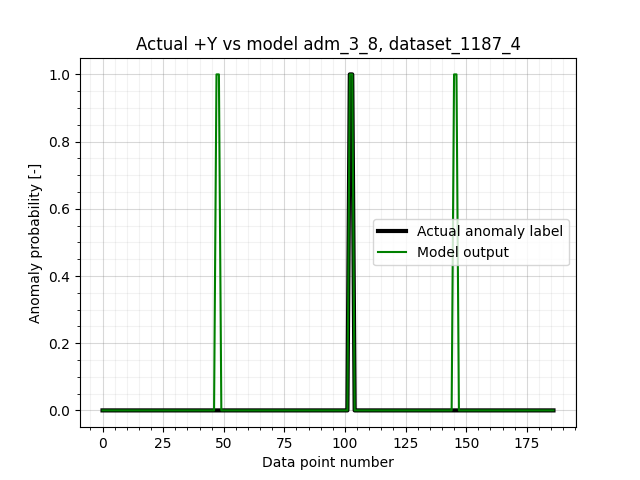 Actual +Y vs model adm_3_8, dataset_1187_4
Anomaly probability [-]
1.0
0.8
0.6
0.4
0.2
0.0
Actual anomaly label
Model output
0 25 50 75 100 125 150 175
Data point number